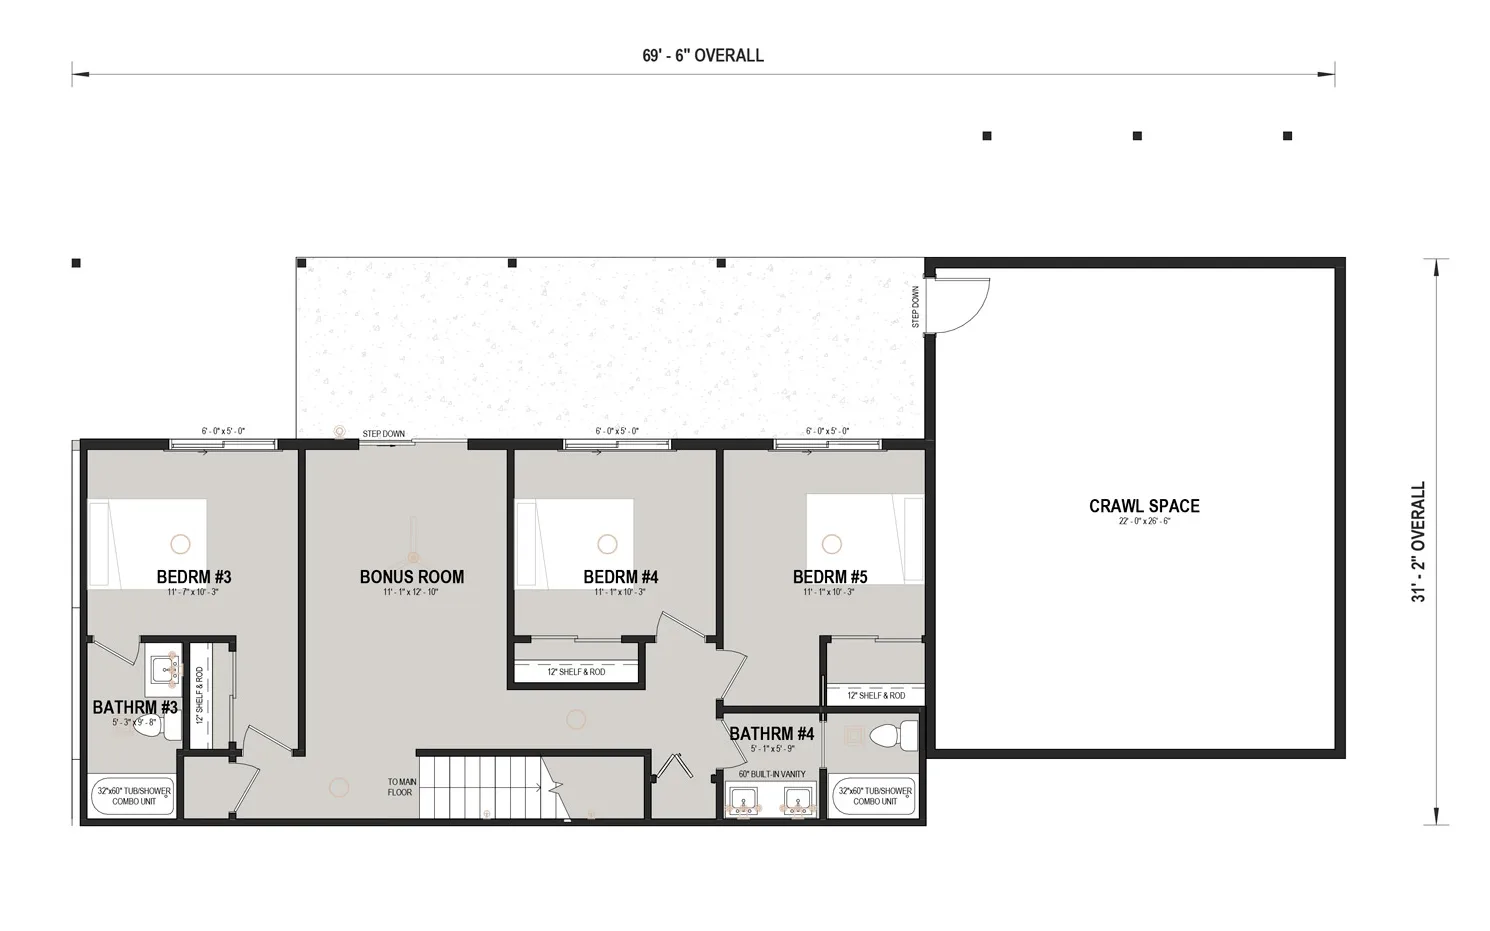 69' - 6" OVERALL
STEP DOWN
6' - 0" x 5' - 0"
STEP DOWN
6' - 0" x 5' - 0"
6' - 0" x 5' - 0"
CRAWL SPACE
22' - 0" x 26' - 6"
31' - 2" OVERALL
BEDRM #3
11' - 7" x 10' - 3"
BONUS ROOM
11' - 1" x 12' - 10"
BEDRM #4
11' - 1" x 10' - 3"
BEDRM #5
11' - 1" x 10' - 3"
12" SHELF & ROD
12" SHELF & ROD
12" SHELF & ROD
BATHRM #3
5' - 3" x 9' - 8"
BATHRM #4
5' - 1" x 5' - 9"
60" BUILT-IN VANITY
TO MAIN
FLOOR
32"x60" TUB/SHOWER
COMBO UNIT
32"x60" TUB/SHOWER
COMBO UNIT